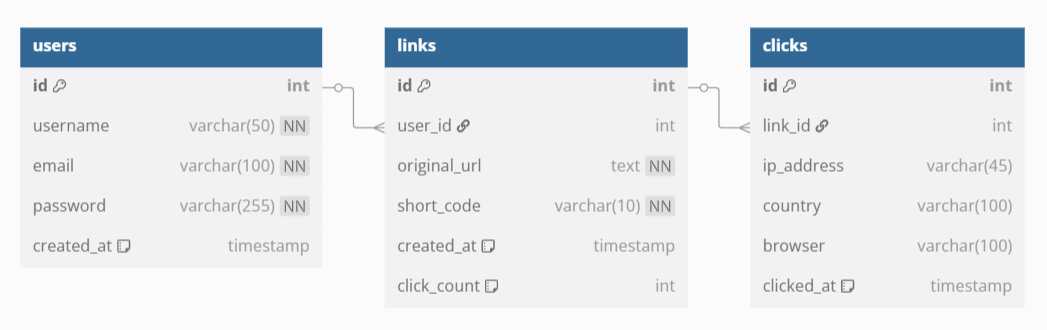 users
id int
username varchar(50) NN
email varchar(100) NN
password varchar(255) NN
created_at timestamp
links
id int
user_id int
original_url text NN
short_code varchar(10) NN
created_at timestamp
click_count int
clicks
id int
link_id int
ip_address varchar(45)
country varchar(100)
browser varchar(100)
clicked_at timestamp